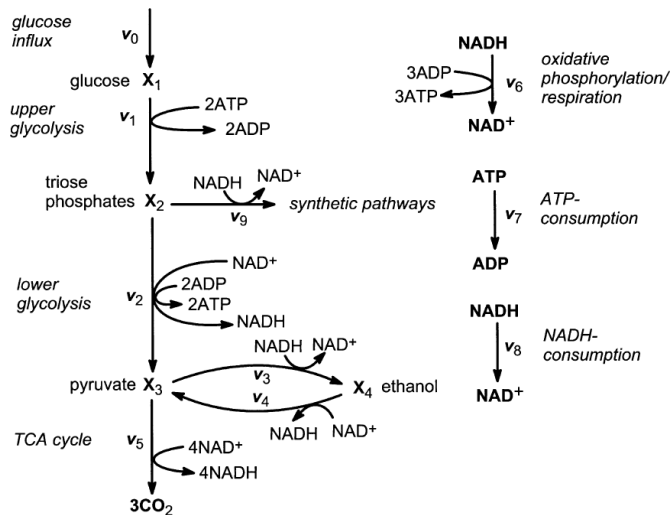 glucose
influx
v0
glucose X1
upper
glycolysis
v1
2ATP
2ADP
triose
phosphates X2
NADH
NAD+
v9
synthetic pathways
lower
glycolysis
v2
NAD+
2ADP
2ATP
NADH
pyruvate X3
NADH
NAD+
v3
v4
X4 ethanol
NADH
NAD+
TCA cycle
v5
4NAD+
4NADH
3CO2
NADH
3ADP
3ATP
v6
oxidative
phosphorylation/
respiration
NAD+
ATP
v7
ATP-
consumption
ADP
NADH
v8
NADH-
consumption
NAD+